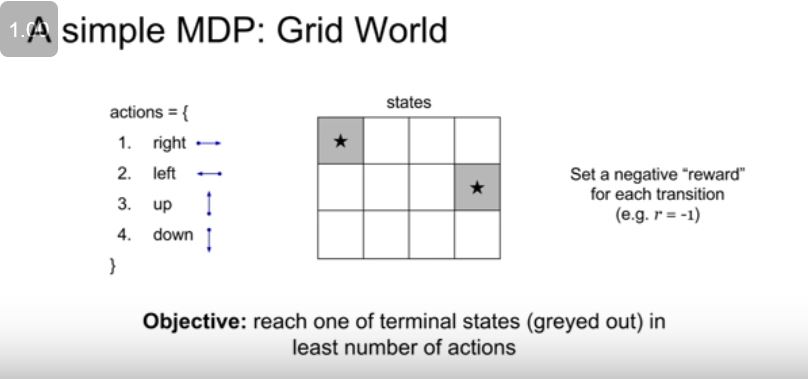 1.00
A simple MDP: Grid World
actions = {
1. right
2. left
3. up
4. down
}
states
★
★
Set a negative “reward”
for each transition
(e.g. r = -1)
Objective: reach one of terminal states (greyed out) in
least number of actions